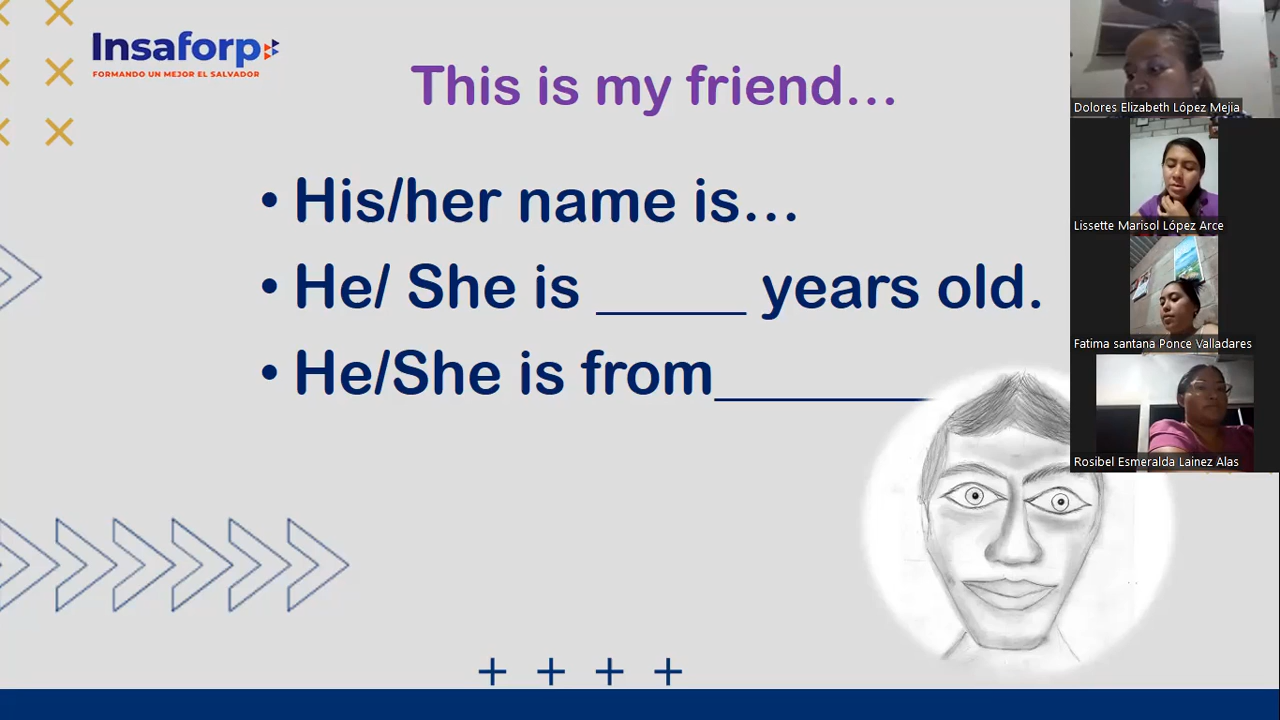 Insaforp
FORMANDO UN MEJOR EL SALVADOR
This is my friend...
• His/her name is...
• He/ She is _____ years old.
• He/She is from_______
Dolores Elizabeth López Mejia
Lissette Marisol López Arce
Fatima santana Ponce Valladares
Rosibel Esmeralda Lainez Alas